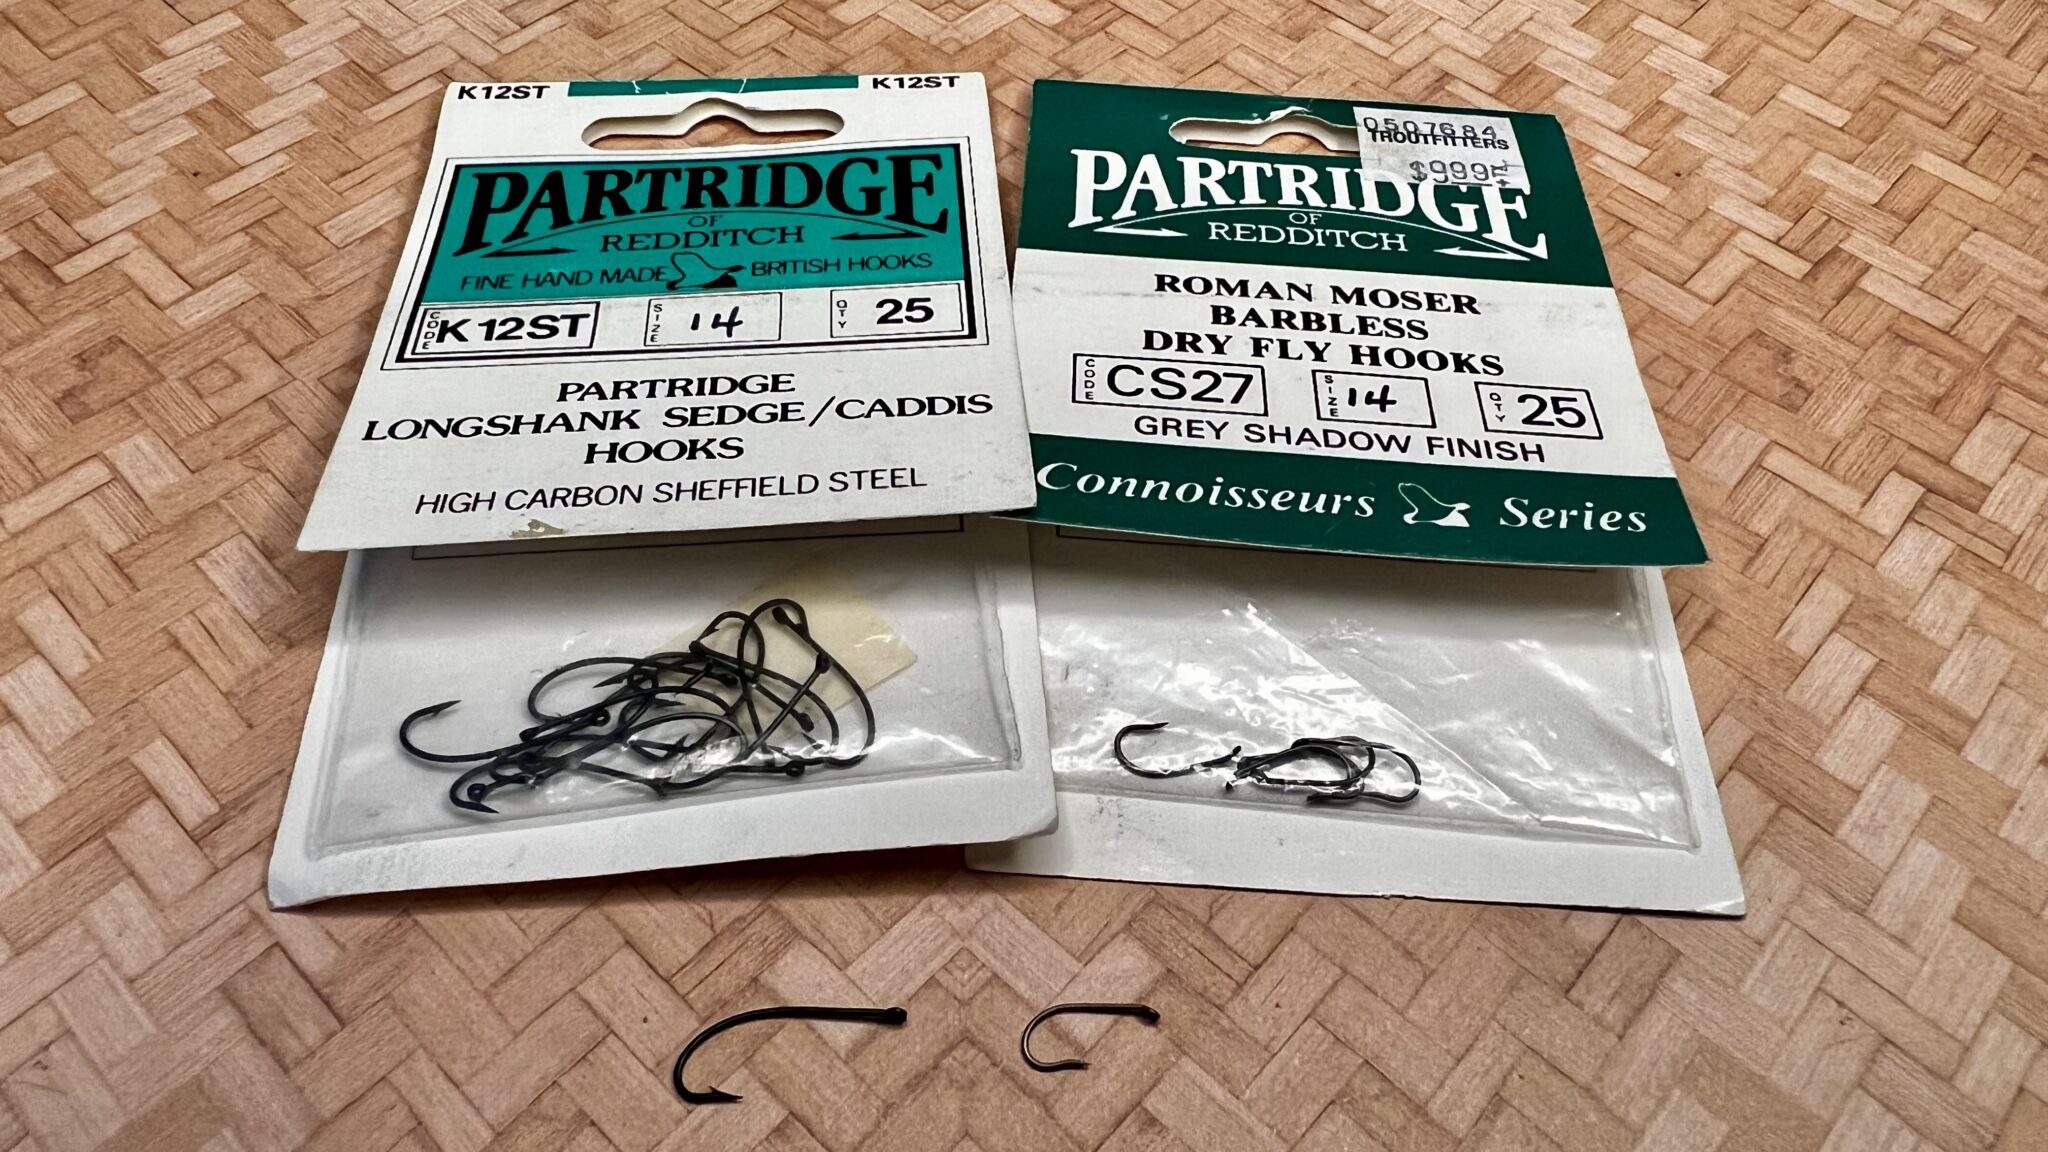 K12ST K12ST
PARTRIDGE
OF
REDDITCH
FINE HAND MADE BRITISH HOOKS
CODE K12ST SIZE 14 QTY 25
PARTRIDGE
LONGSHANK SEDGE/CADDIS
HOOKS
HIGH CARBON SHEFFIELD STEEL
0507684
TROUTFITTERS
$999
PARTRIDGE
OF
REDDITCH
ROMAN MOSER
BARBLESS
DRY FLY HOOKS
CODE CS27 SIZE 14 QTY 25
GREY SHADOW FINISH
Connoisseurs Series